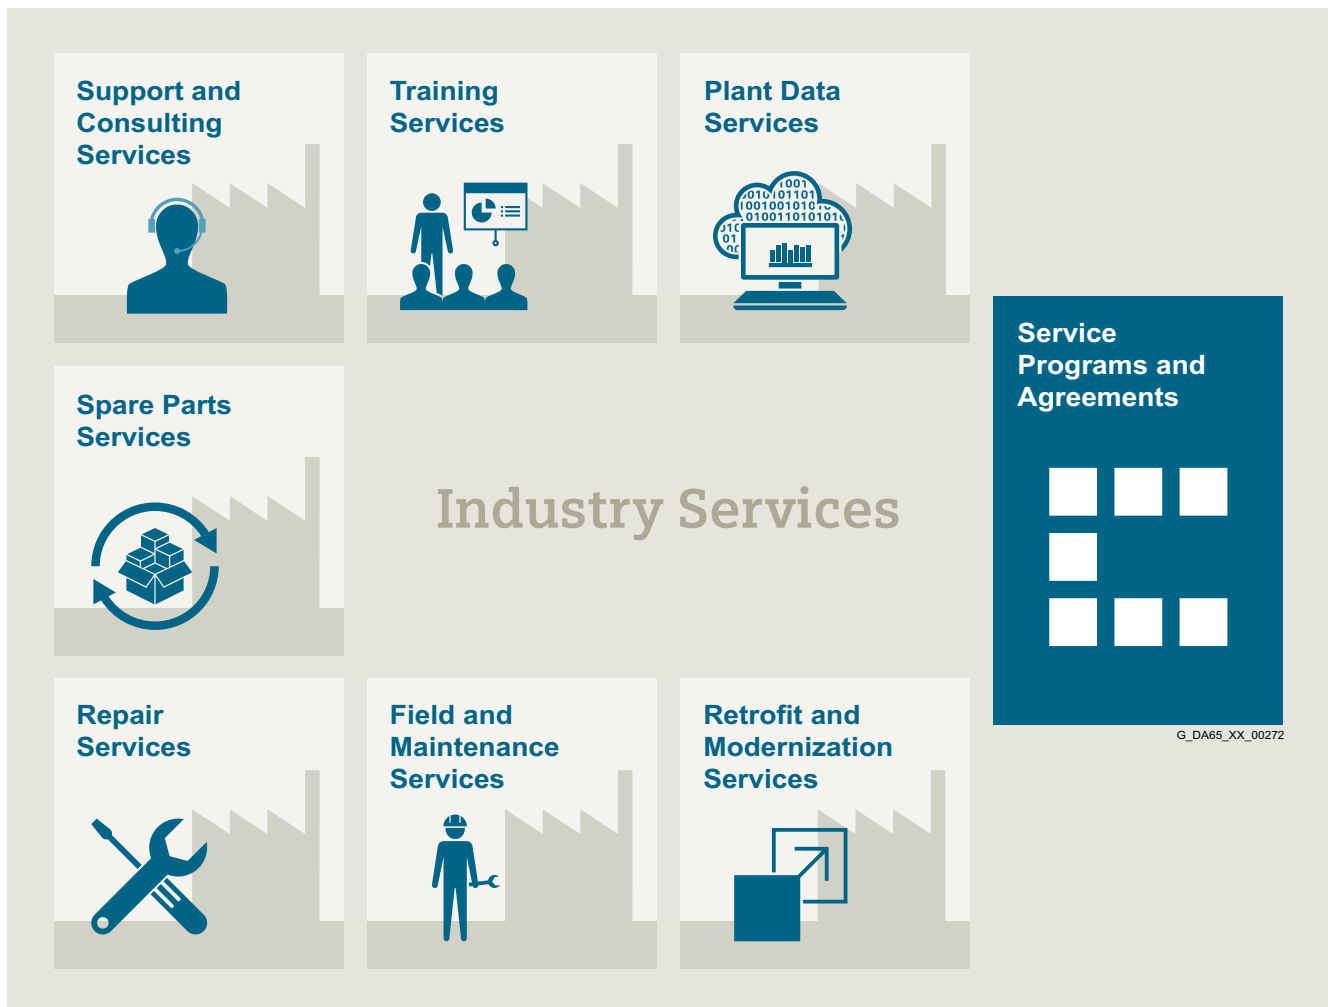 Support and
Consulting
Services
Training
Services
Plant Data
Services
Service
Programs and
Agreements
Spare Parts
Services
Industry Services
Repair
Services
Field and
Maintenance
Services
Retrofit and
Modernization
Services
G_DA65_XX_00272